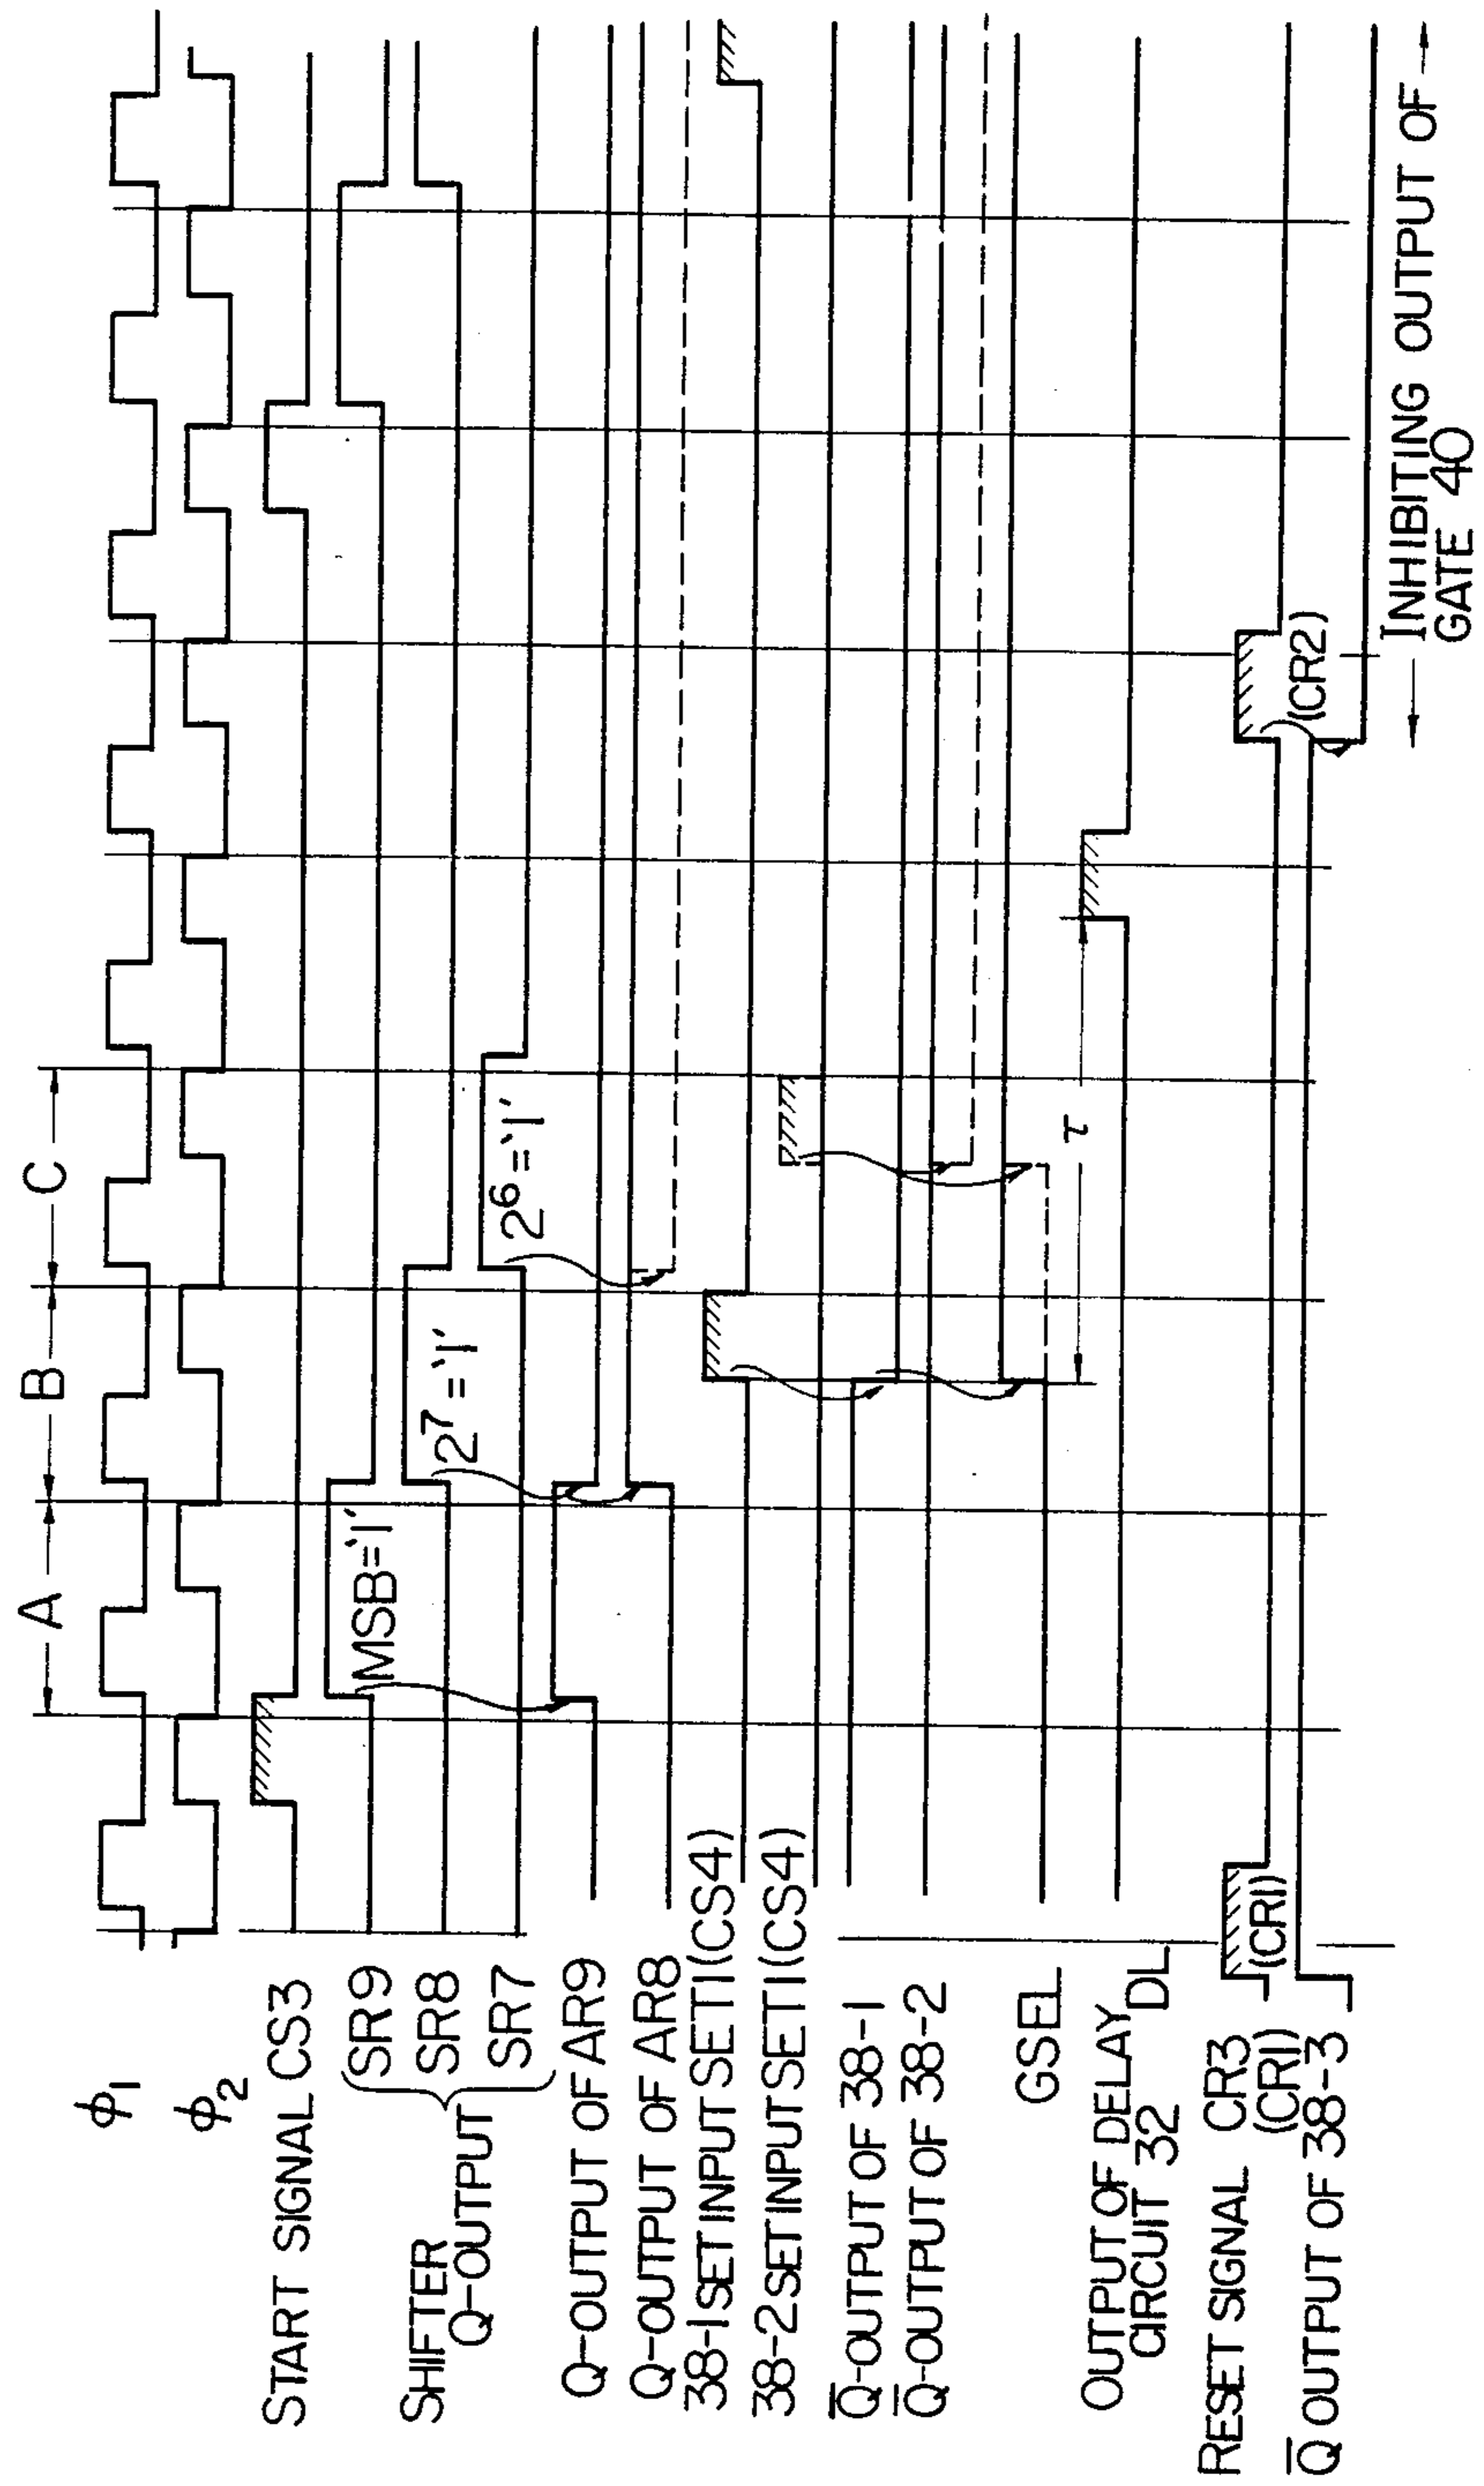 A
B
C
ϕ1
ϕ2
START SIGNAL CS3
SHIFTER
Q-OUTPUT
SR9
SR8
SR7
MSB='1'
2⁷='1'
2⁶='1'
Q-OUTPUT OF AR9
Q-OUTPUT OF AR8
38-1 SET INPUT SET1 (CS4)
38-2 SET INPUT SET1 (CS4)
Q̅-OUTPUT OF 38-1
Q̅-OUTPUT OF 38-2
GSEL
τ
OUTPUT OF DELAY
CIRCUIT 32 DL
RESET SIGNAL CR3
(CR1)
(CR1)
(CR2)
Q̅ OUTPUT OF 38-3
INHIBITING OUTPUT OF
GATE 40